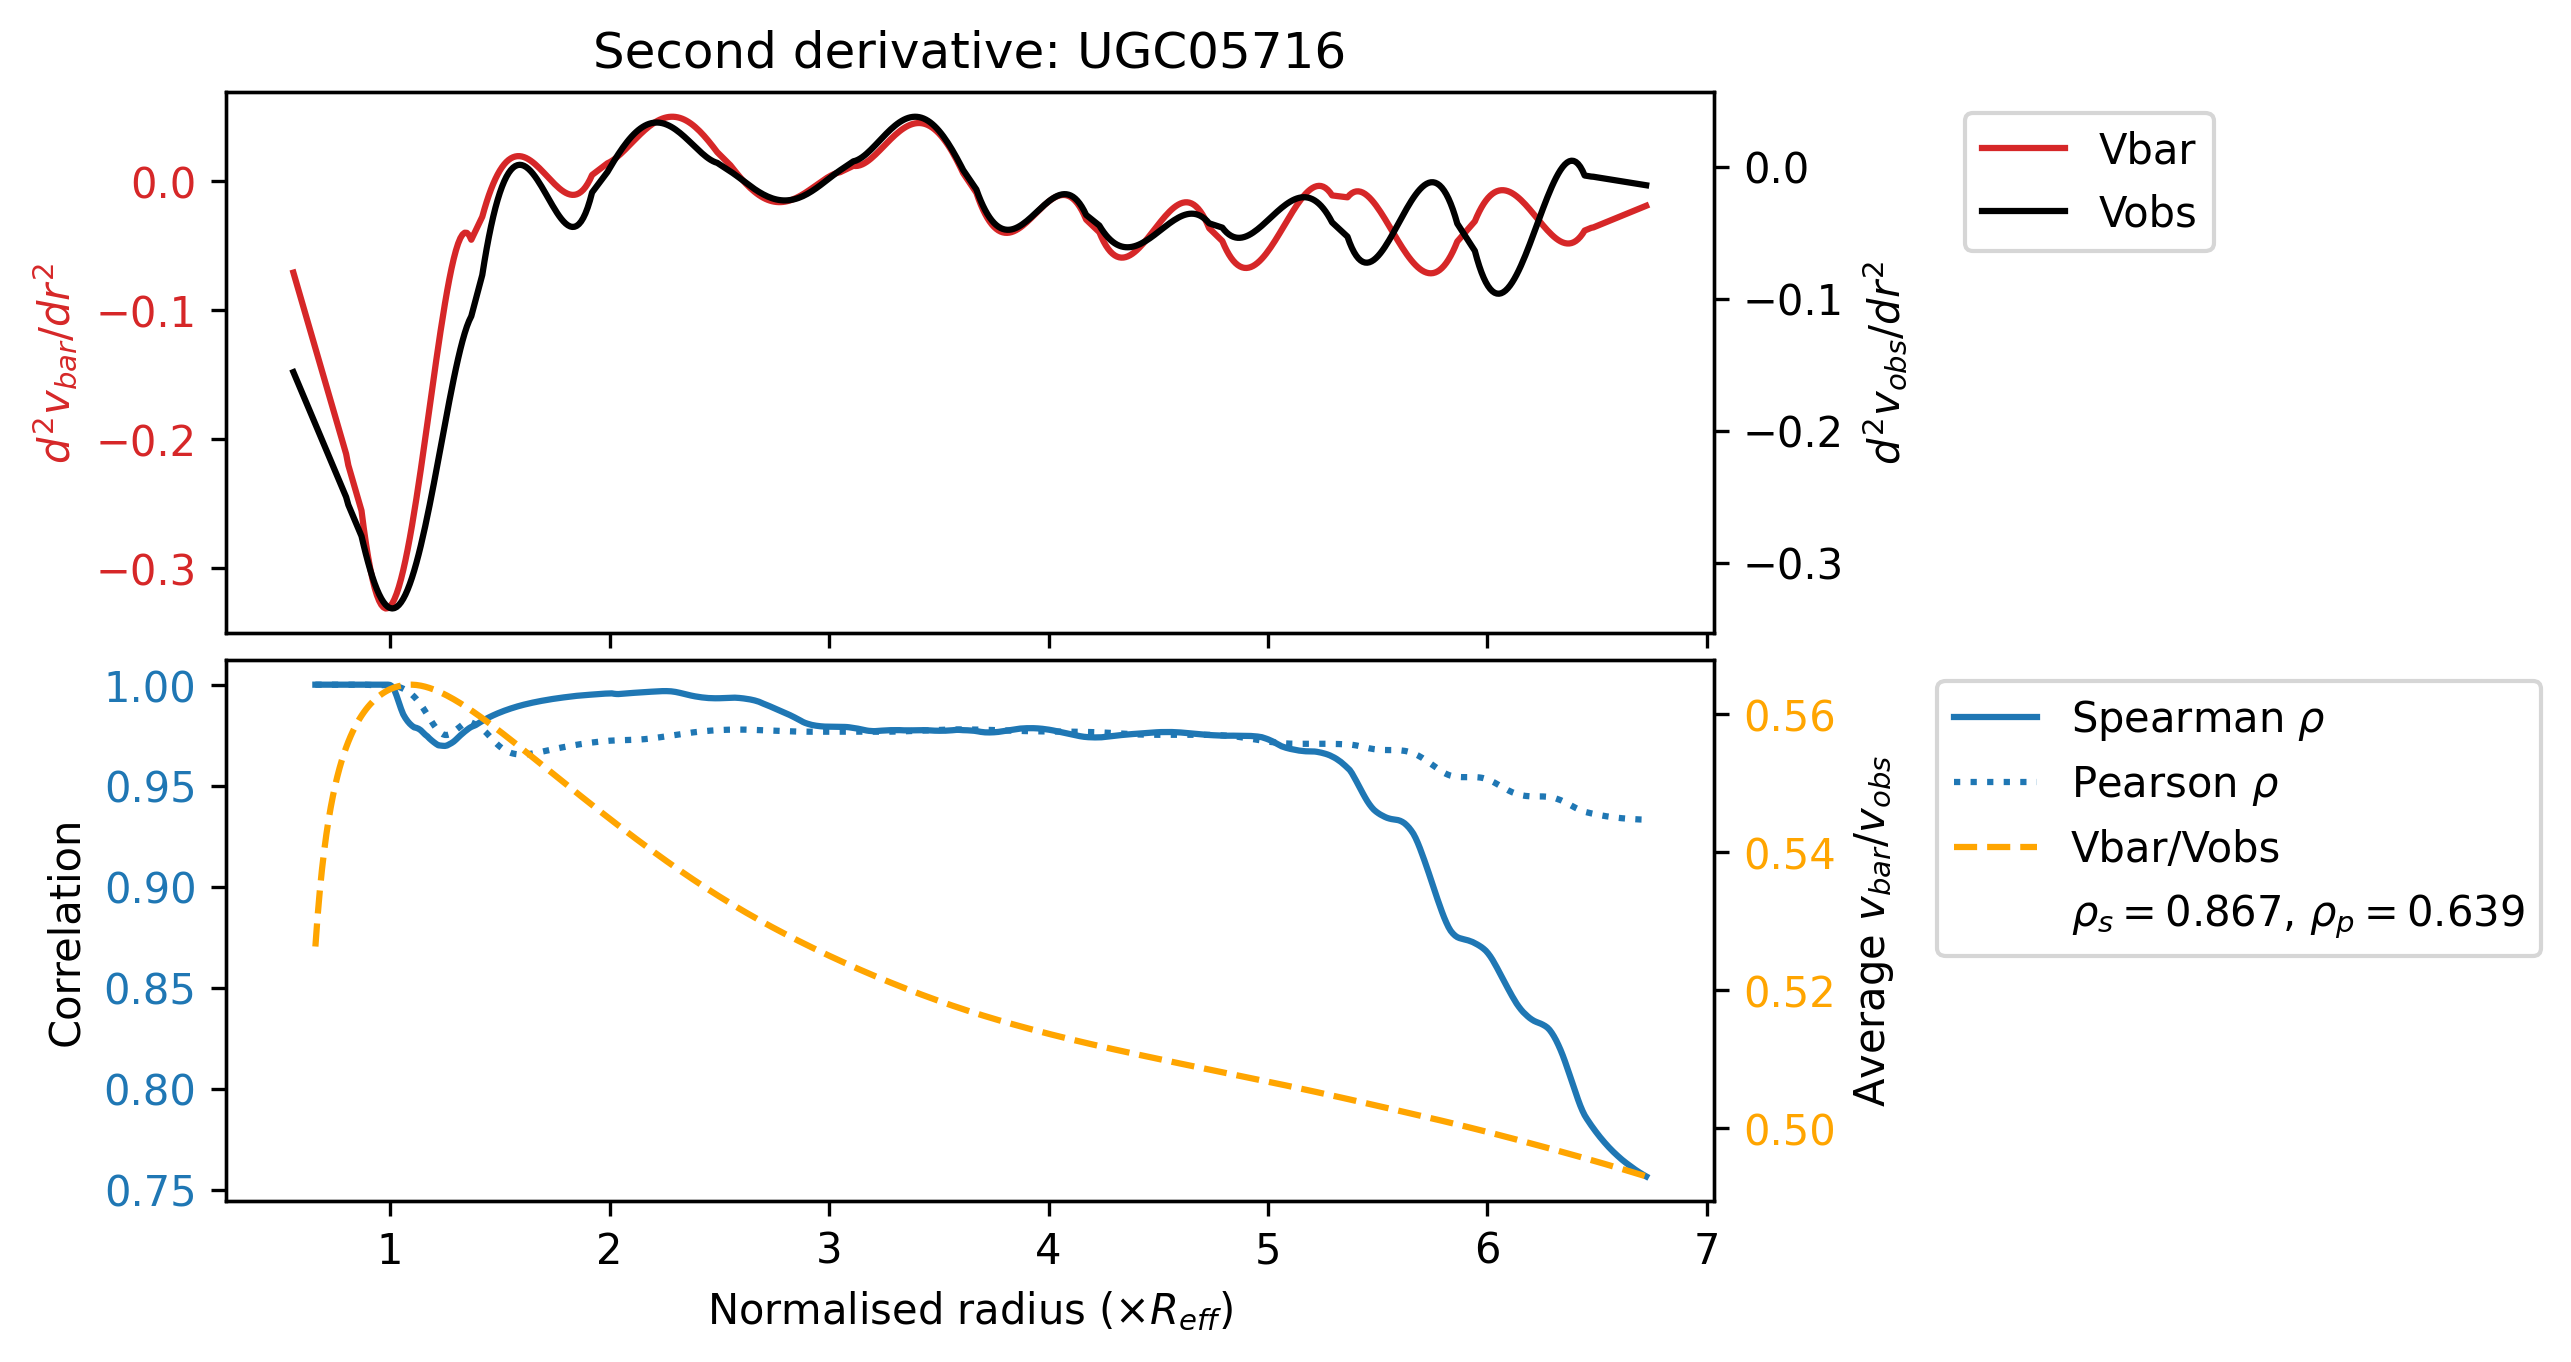 Second derivative: UGC05716
0.0
−0.1
−0.2
−0.3
d²v_bar/dr²
0.0
−0.1
−0.2
−0.3
d²v_obs/dr²
Vbar
Vobs
1.00
0.95
0.90
0.85
0.80
0.75
Correlation
0.56
0.54
0.52
0.50
Average v_bar/v_obs
Spearman ρ
Pearson ρ
Vbar/Vobs
ρ_s = 0.867, ρ_p = 0.639
1 2 3 4 5 6 7
Normalised radius (×R_eff)